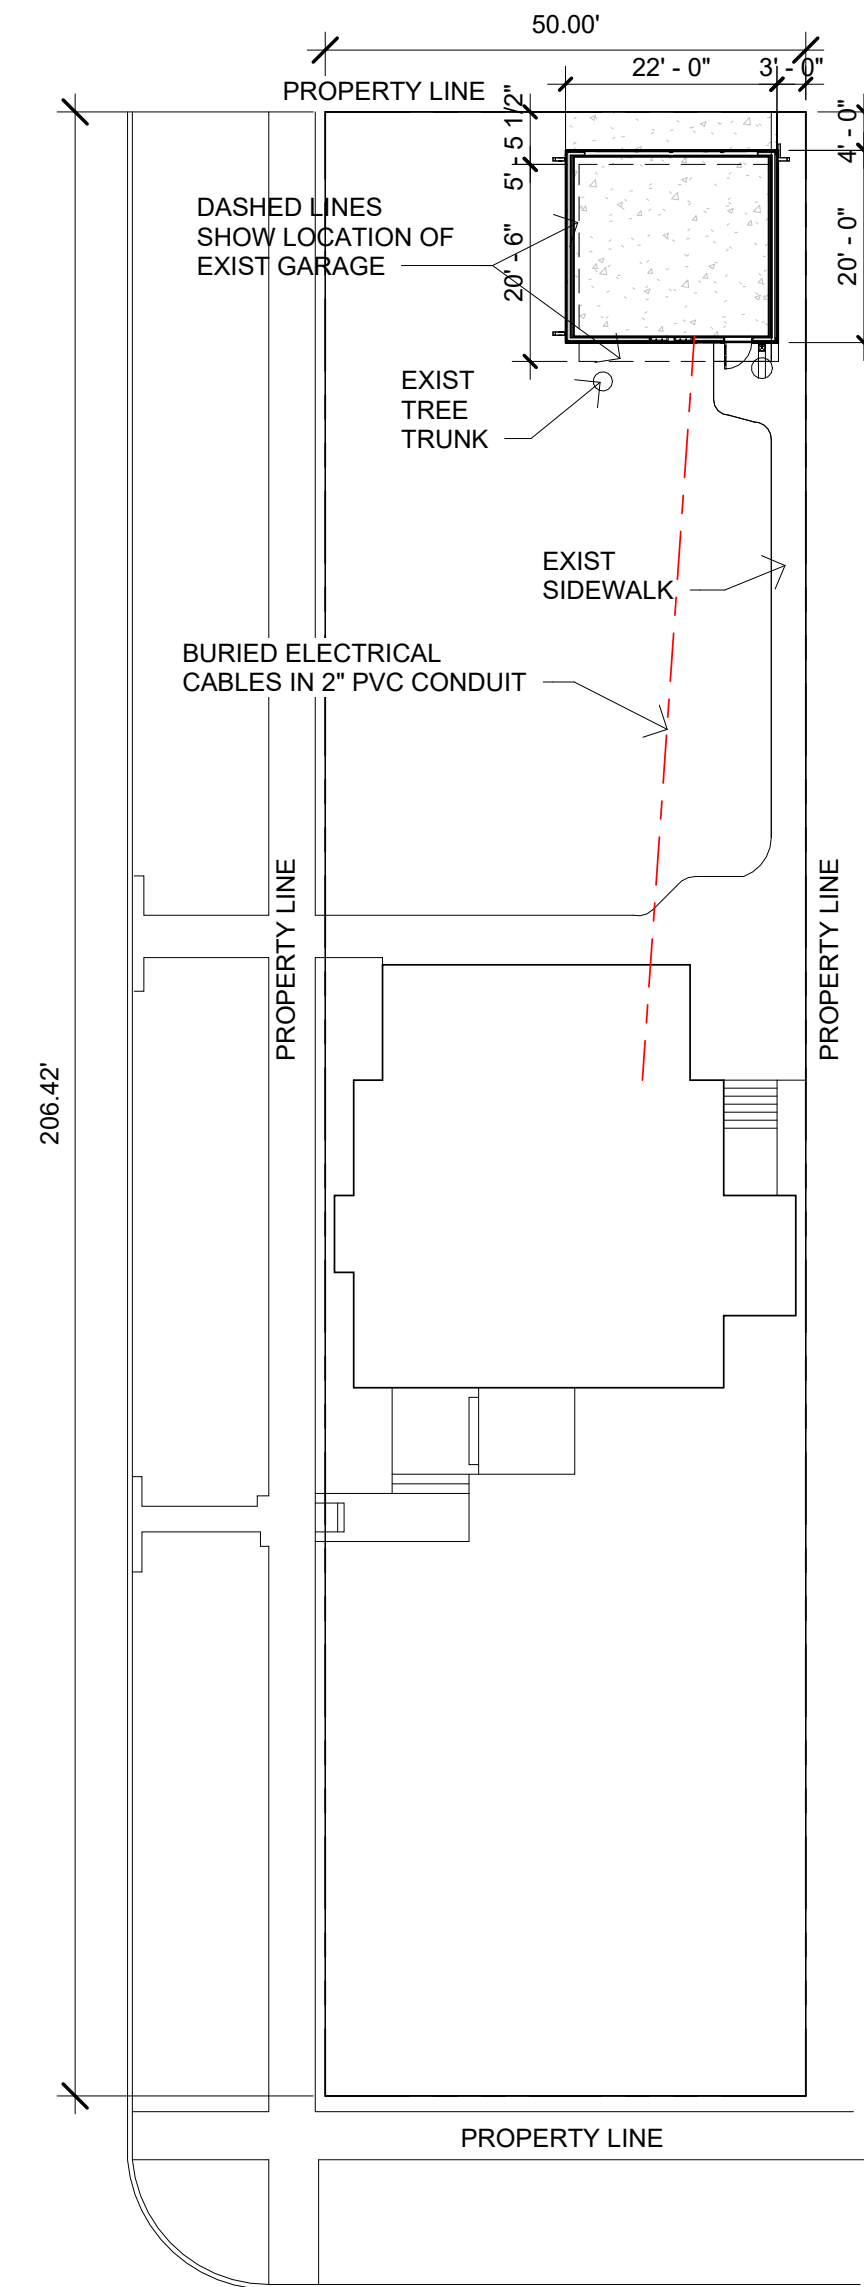 50.00'
22' - 0"
3' - 0"
PROPERTY LINE
5' - 5 1/2"
4' - 0"
DASHED LINES
SHOW LOCATION OF
EXIST GARAGE
20' - 6"
20' - 0"
EXIST
TREE
TRUNK
EXIST
SIDEWALK
BURIED ELECTRICAL
CABLES IN 2" PVC CONDUIT
PROPERTY LINE
PROPERTY LINE
206.42'
PROPERTY LINE